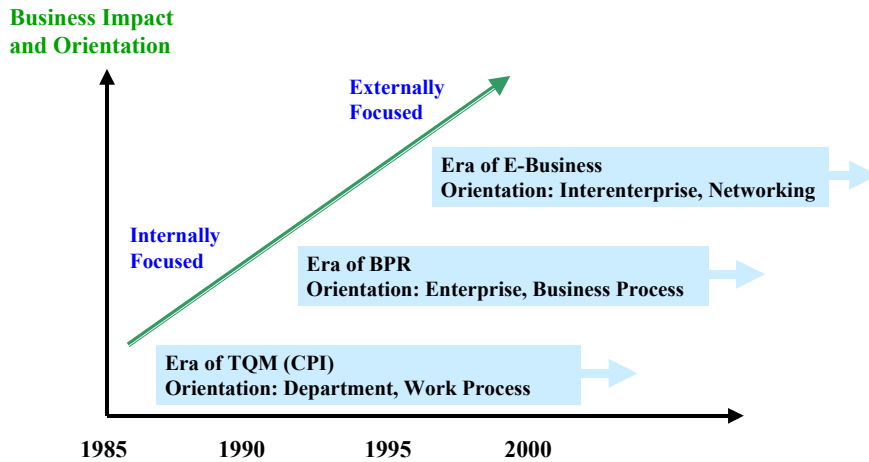 Business Impact
and Orientation
Externally
Focused
Era of E-Business
Orientation: Interenterprise, Networking
Internally
Focused
Era of BPR
Orientation: Enterprise, Business Process
Era of TQM (CPI)
Orientation: Department, Work Process
1985 1990 1995 2000